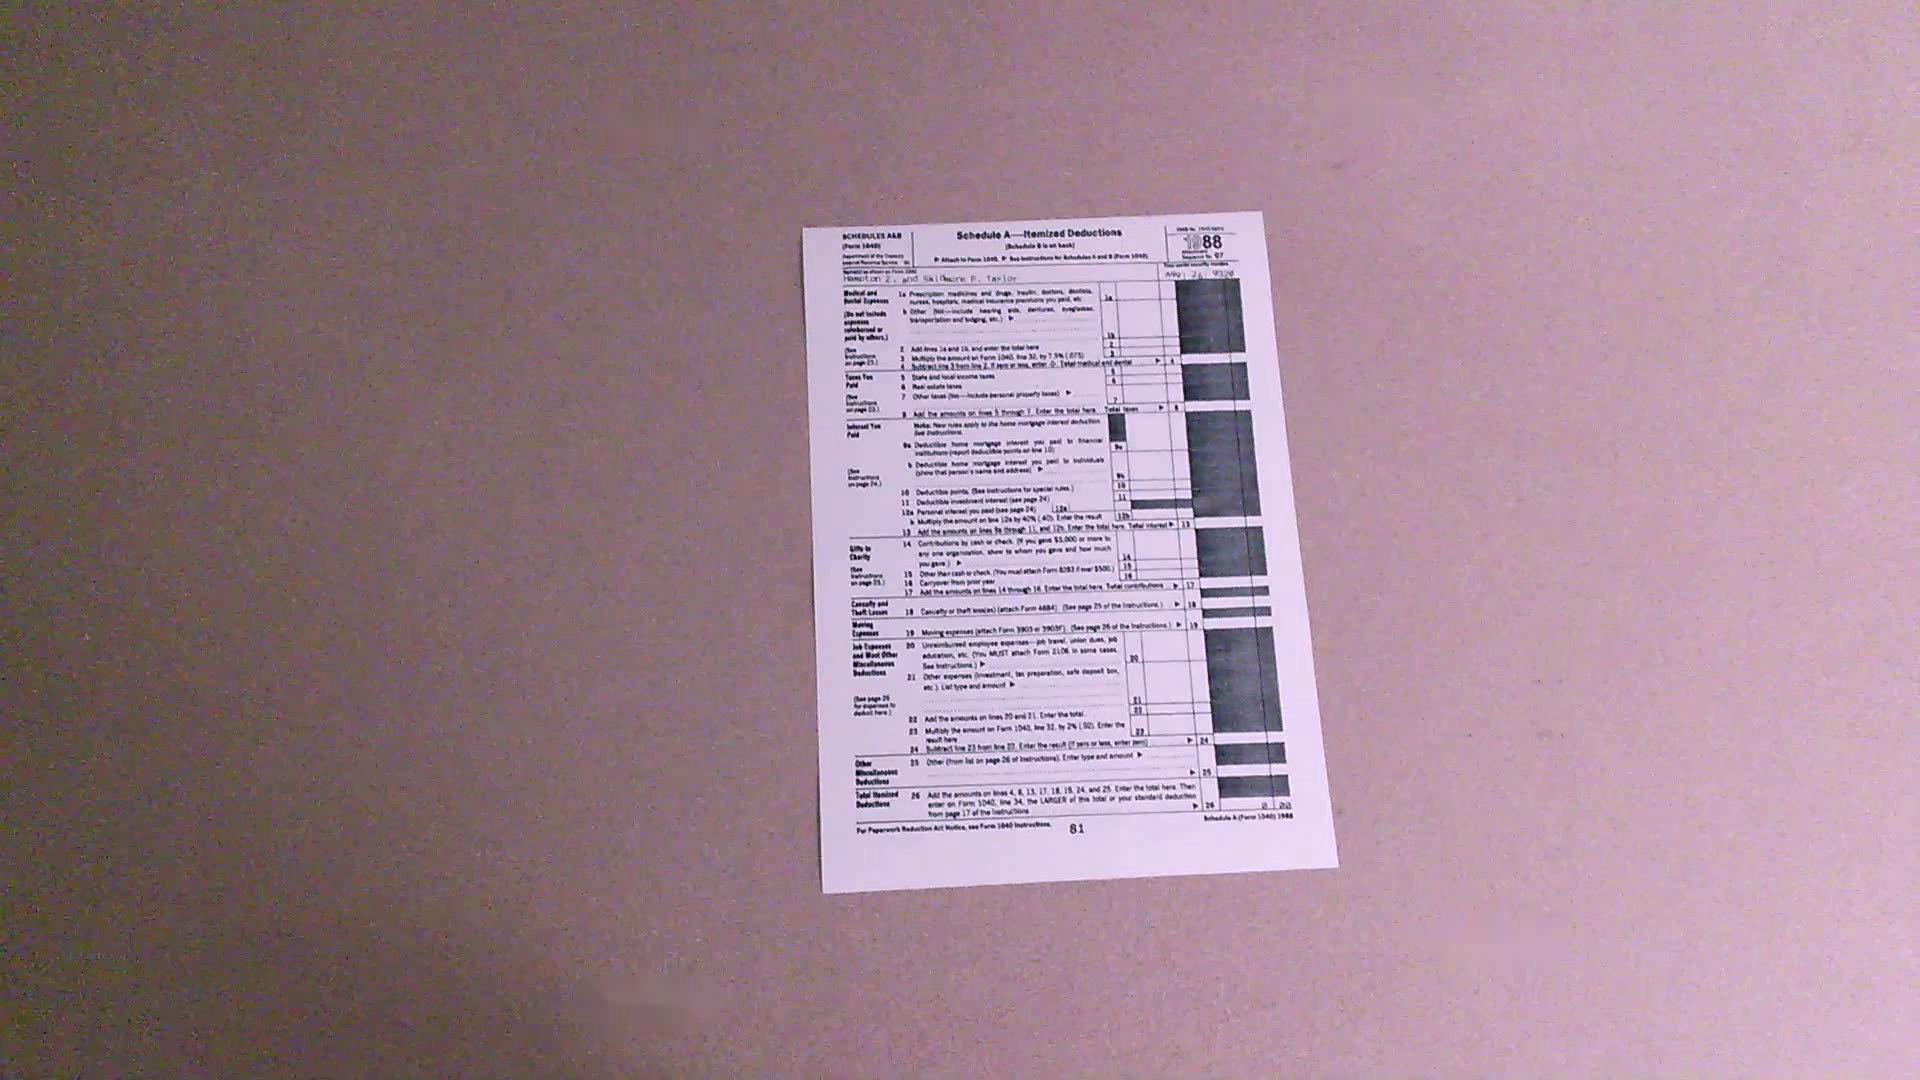 SCHEDULES A&B
(Form 1040)
Department of the Treasury
Internal Revenue Service
Schedule A—Itemized Deductions
(Schedule B is on back)
▶ Attach to Form 1040. ▶ See Instructions for Schedules A and B (Form 1040).
OMB No. 1545-0074
1988
Attachment
Sequence No. 07
Name(s) as shown on Form 1040
Your social security number
Hampton Z. and Skidmore P. Taylor
Medical and
Dental Expenses
(Do not include
expenses
reimbursed or
paid by others.)
(See
Instructions
on page 23.)
1a Prescription medicines and drugs, insulin, doctors, dentists,
nurses, hospitals, medical insurance premiums you paid, etc.
1a
b Other (list—include hearing aids, dentures, eyeglasses,
transportation and lodging, etc.) ▶
1b
2 Add lines 1a and 1b, and enter the total here
2
3 Multiply the amount on Form 1040, line 32, by 7.5% (.075)
3
4 Subtract line 3 from line 2. If zero or less, enter -0-. Total medical and dental ▶ 4
Taxes You
Paid
(See
Instructions
on page 23.)
5 State and local income taxes
5
6 Real estate taxes
6
7 Other taxes (list—include personal property taxes) ▶
7
8 Add the amounts on lines 5 through 7. Enter the total here. Total taxes ▶ 8
Interest You
Paid
(See
Instructions
on page 24.)
Note: New rules apply to the home mortgage interest deduction.
See Instructions.
9a Deductible home mortgage interest you paid to financial
institutions (report deductible points on line 10)
9a
b Deductible home mortgage interest you paid to individuals
(show that person's name and address) ▶
9b
10 Deductible points. (See Instructions for special rules.)
10
11 Deductible investment interest (see page 24)
11
12a Personal interest you paid (see page 24) 12a
b Multiply the amount on line 12a by 40% (.40). Enter the result
12b
13 Add the amounts on lines 9a through 11, and 12b. Enter the total here. Total interest ▶ 13
Gifts to
Charity
(See
Instructions
on page 25.)
14 Contributions by cash or check. (If you gave $3,000 or more to
any one organization, show to whom you gave and how much
you gave.) ▶
14
15 Other than cash or check. (You must attach Form 8283 if over $500.)
15
16 Carryover from prior year
16
17 Add the amounts on lines 14 through 16. Enter the total here. Total contributions ▶ 17
Casualty and
Theft Losses
18 Casualty or theft loss(es) (attach Form 4684). (See page 25 of the Instructions.) ▶ 18
Moving
Expenses
19 Moving expenses (attach Form 3903 or 3903F). (See page 26 of the Instructions.) ▶ 19
Job Expenses
and Most Other
Miscellaneous
Deductions
(See page 25
for expenses to
deduct here.)
20 Unreimbursed employee expenses—job travel, union dues, job
education, etc. (You MUST attach Form 2106 in some cases.
See Instructions.) ▶
20
21 Other expenses (investment, tax preparation, safe deposit box,
etc.). List type and amount ▶
21
22 Add the amounts on lines 20 and 21. Enter the total.
22
23 Multiply the amount on Form 1040, line 32, by 2% (.02). Enter the
result here
23
24 Subtract line 23 from line 22. Enter the result (if zero or less, enter zero) ▶ 24
Other
Miscellaneous
Deductions
25 Other (from list on page 26 of Instructions). Enter type and amount ▶
▶ 25
Total Itemized
Deductions
26 Add the amounts on lines 4, 8, 13, 17, 18, 19, 24, and 25. Enter the total here. Then
enter on Form 1040, line 34, the LARGER of this total or your standard deduction
from page 17 of the Instructions
▶ 26 0 00
For Paperwork Reduction Act Notice, see Form 1040 Instructions.
81
Schedule A (Form 1040) 1988